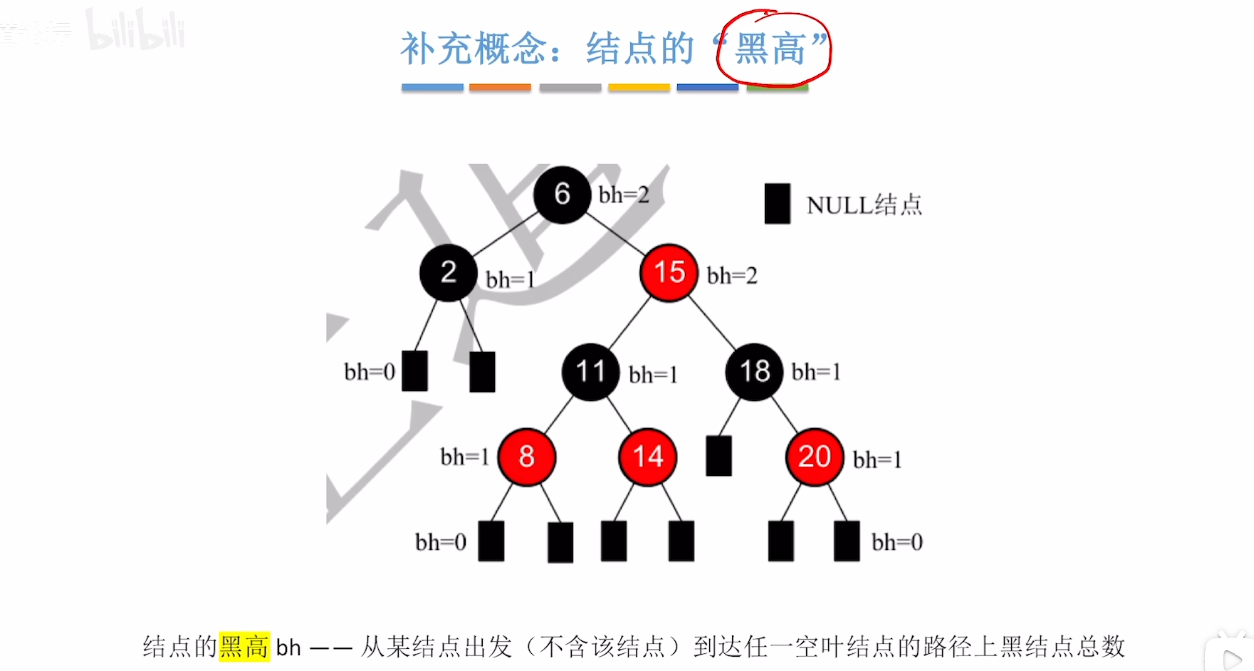 bilibili
补充概念：结点的“黑高”
6 bh=2
NULL结点
2 bh=1
15 bh=2
bh=0
11 bh=1
18 bh=1
bh=1 8
14
20 bh=1
bh=0
bh=0
结点的黑高 bh —— 从某结点出发（不含该结点）到达任一空叶结点的路径上黑结点总数